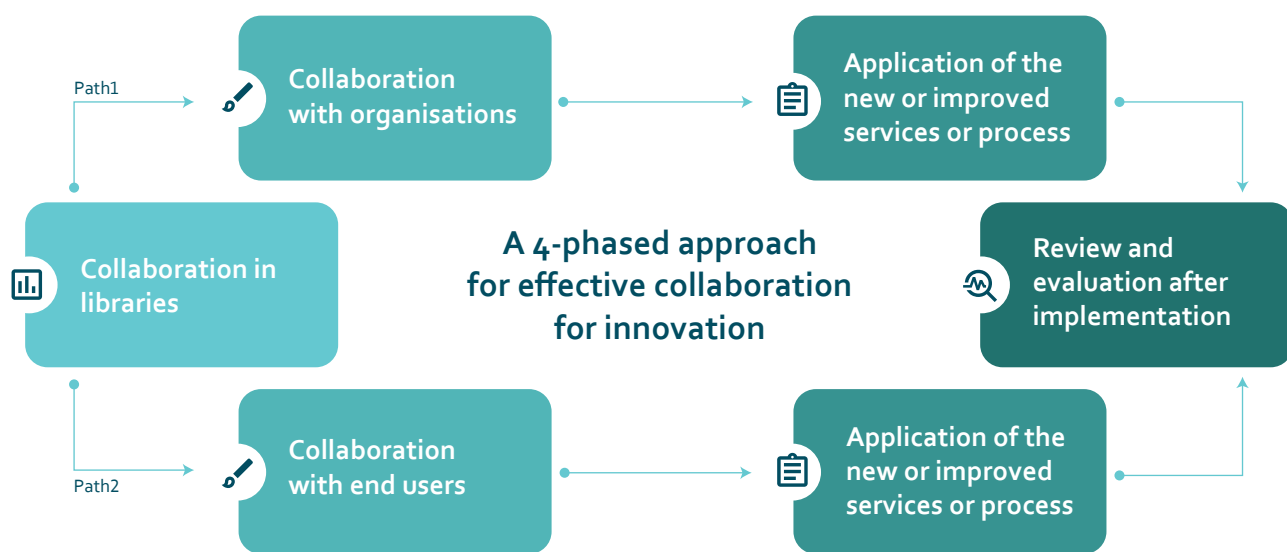 Path1
Collaboration
with organisations
Application of the
new or improved
services or process
Collaboration in
libraries
A 4-phased approach
for effective collaboration
for innovation
Review and
evaluation after
implementation
Path2
Collaboration
with end users
Application of the
new or improved
services or process